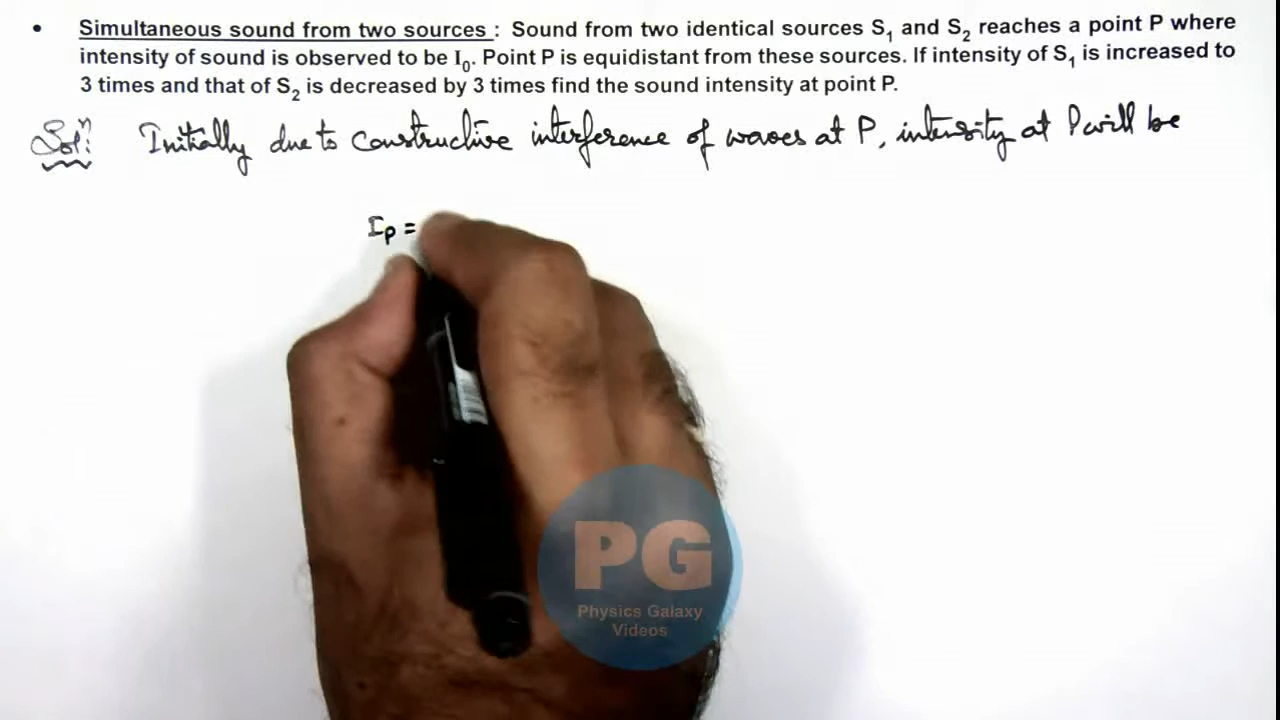 • Simultaneous sound from two sources : Sound from two identical sources S₁ and S₂ reaches a point P where
intensity of sound is observed to be I₀. Point P is equidistant from these sources. If intensity of S₁ is increased to
3 times and that of S₂ is decreased by 3 times find the sound intensity at point P.
Solⁿ: Initially due to constructive interference of waves at P, intensity at P will be
I_P =
PG
Physics Galaxy
Videos